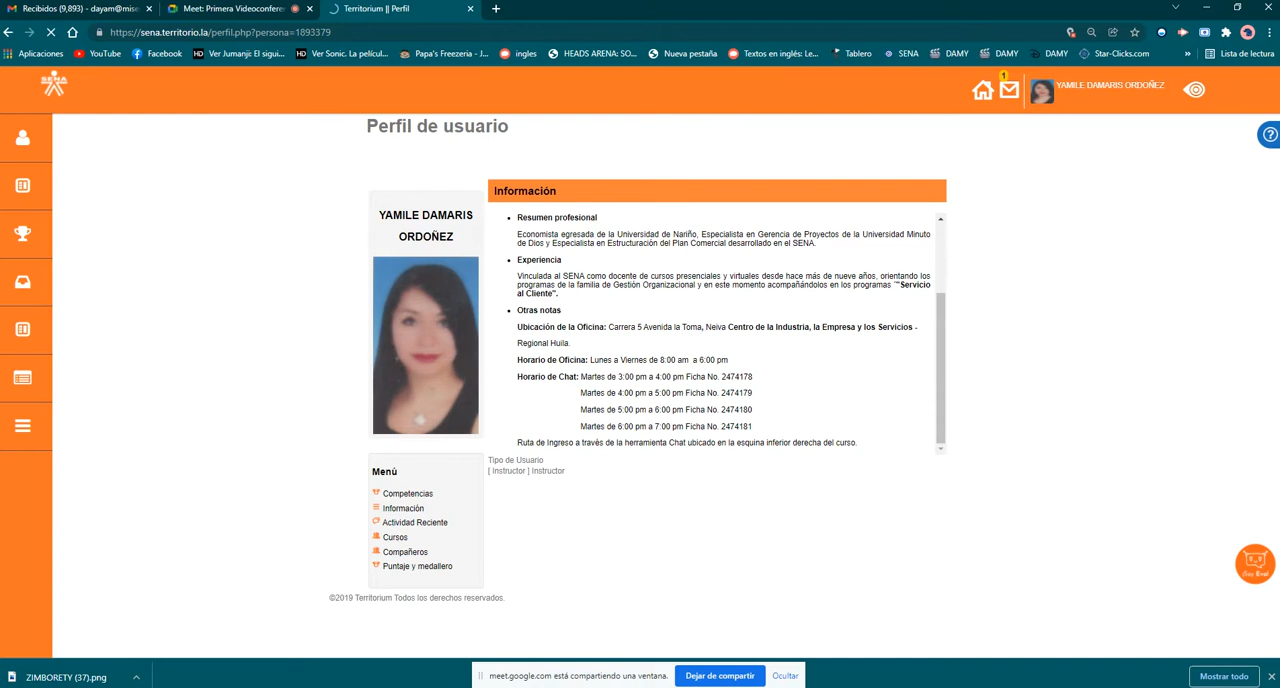 Recibidos (9,893) - dayam@mise
Meet: Primera Videoconferenc
Territorium || Perfil
https://sena.territorio.la/perfil.php?persona=1893379
Aplicaciones
YouTube
Facebook
Ver Jumanji: El sigui...
Ver Sonic. La pelícu...
Papa's Freezeria - J...
ingles
HEADS ARENA: SO...
Nueva pestaña
Textos en inglés: Le...
Tablero
SENA
DAMY
DAMY
DAMY
Star-Clicks.com
»
Lista de lectura
SENA
1
YAMILE DAMARIS ORDOÑEZ
Perfil de usuario
YAMILE DAMARIS
ORDOÑEZ
Información
Resumen profesional
Economista egresada de la Universidad de Nariño, Especialista en Gerencia de Proyectos de la Universidad Minuto
de Dios y Especialista en Estructuración del Plan Comercial desarrollado en el SENA.
Experiencia
Vinculada al SENA como docente de cursos presenciales y virtuales desde hace más de nueve años, orientando los
programas de la familia de Gestión Organizacional y en este momento acompañándolos en los programas ""Servicio
al Cliente".
Otras notas
Ubicación de la Oficina: Carrera 5 Avenida la Toma, Neiva Centro de la Industria, la Empresa y los Servicios -
Regional Huila.
Horario de Oficina: Lunes a Viernes de 8:00 am a 6:00 pm
Horario de Chat: Martes de 3:00 pm a 4:00 pm Ficha No. 2474178
Martes de 4:00 pm a 5:00 pm Ficha No. 2474179
Martes de 5:00 pm a 6:00 pm Ficha No. 2474180
Martes de 6:00 pm a 7:00 pm Ficha No. 2474181
Ruta de Ingreso a través de la herramienta Chat ubicado en la esquina inferior derecha del curso.
Tipo de Usuario
[ Instructor ] Instructor
Menú
Competencias
Información
Actividad Reciente
Cursos
Compañeros
Puntaje y medallero
©2019 Territorium Todos los derechos reservados.
ZIMBORETY (37).png
meet.google.com está compartiendo una ventana.
Dejar de compartir
Ocultar
Mostrar todo